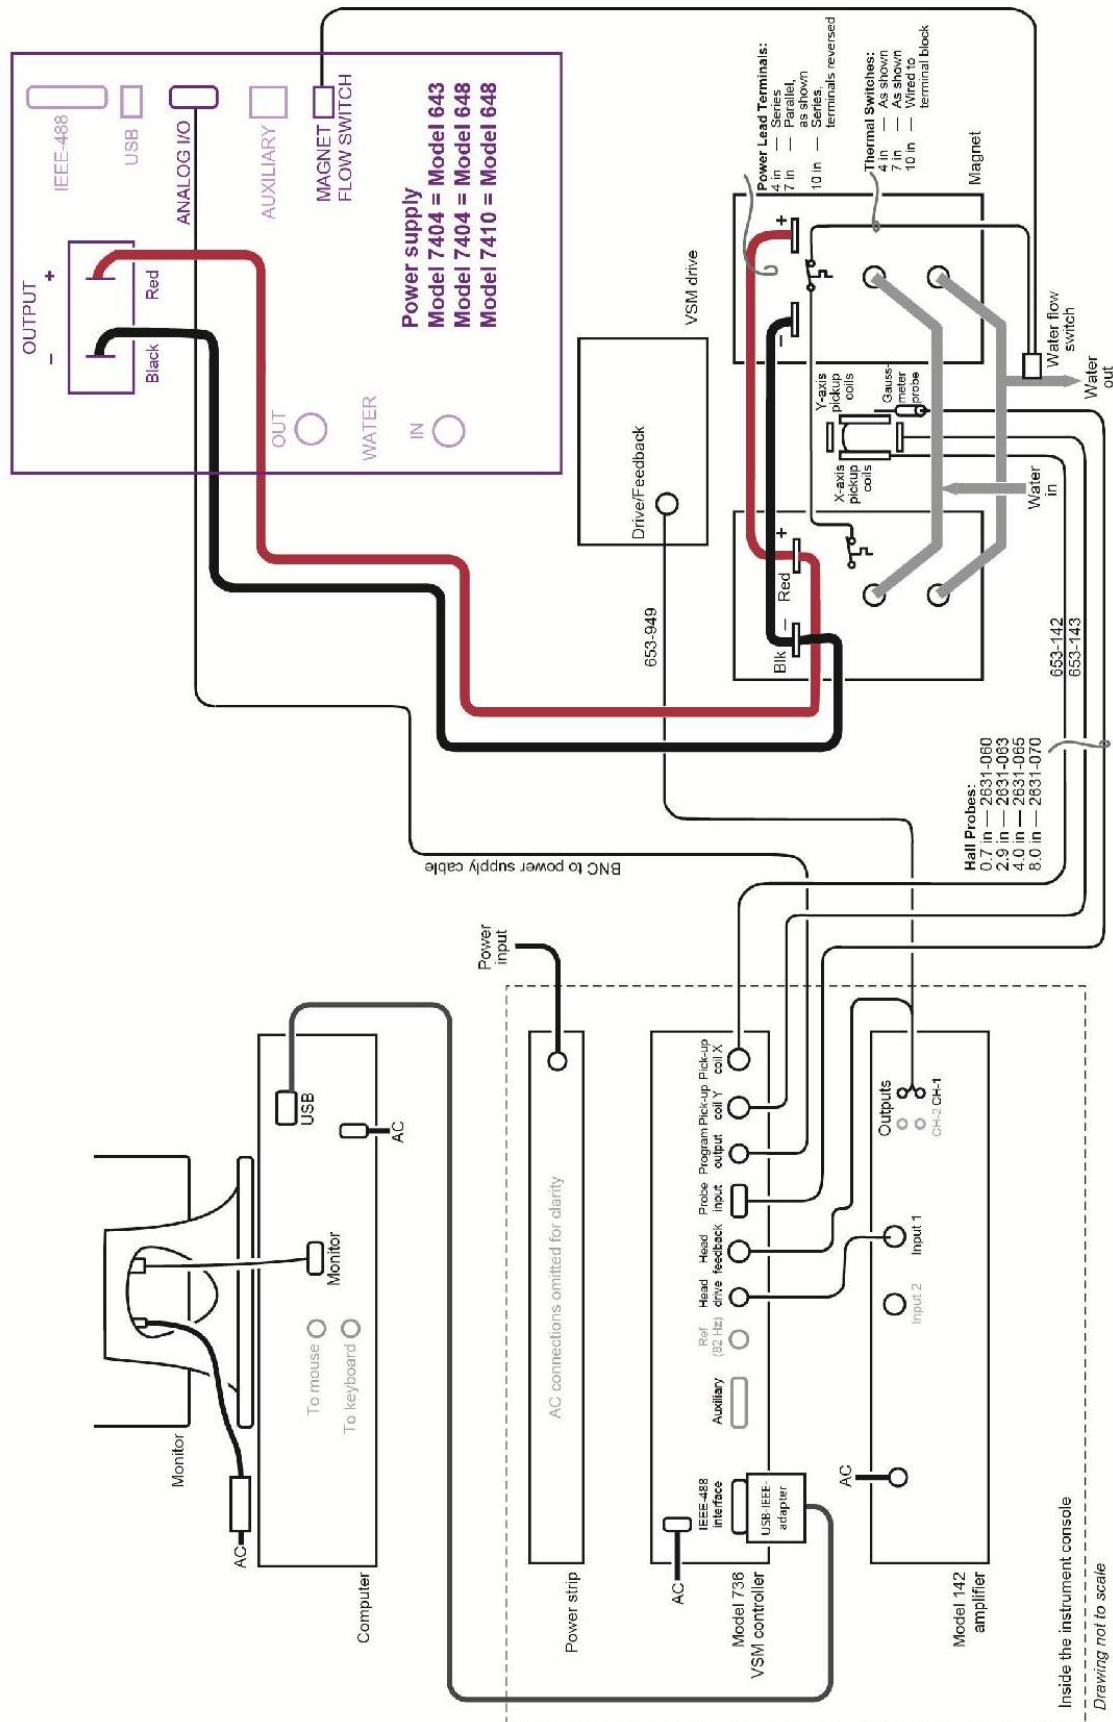 IEEE-488
USB
ANALOG I/O
AUXILIARY
MAGNET
FLOW SWITCH
OUTPUT
−
+
Black
Red
Power supply
Model 7404 = Model 643
Model 7404 = Model 648
Model 7410 = Model 648
OUT
WATER
IN
VSM drive
Drive/Feedback
653-949
Power Lead Terminals:
4 in — Series
7 in — Parallel,
as shown
10 in — Series,
terminals reversed
Thermal Switches:
4 in — As shown
7 in — As shown
10 in — Wired to
terminal block
Magnet
−
+
Blk
−
Red
+
Y-axis
pickup
coils
Gauss-
meter
probe
X-axis
pickup
coils
Water flow
switch
Water
out
Water
in
653-142
653-143
Hall Probes:
0.7 in — 2631-060
2.9 in — 2631-063
4.0 in — 2631-065
8.0 in — 2631-070
BNC to power supply cable
Monitor
AC
Computer
USB
AC
Monitor
To mouse
To keyboard
Power
input
Power strip
AC connections omitted for clarity
Model 736
VSM controller
AC
IEEE-488
interface
USB-IEEE-
adapter
Auxiliary
Ref
(82 Hz)
Head
drive
Head
feedback
Probe
input
Program
output
Pick-up
coil Y
Pick-up
coil X
Model 142
amplifier
AC
Input 2
Input 1
Outputs
CH-2
CH-1
Inside the instrument console
Drawing not to scale